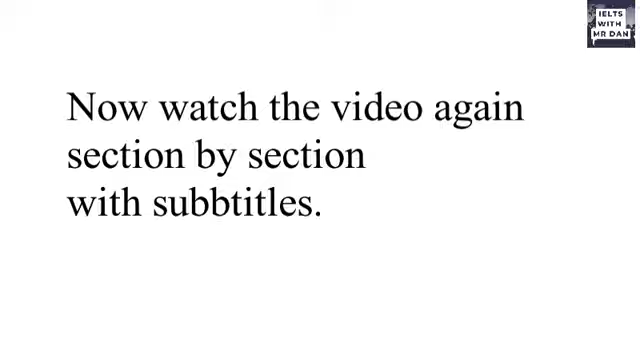 IELTS
WITH
MR DAN
Now watch the video again
section by section
with subbtitles.